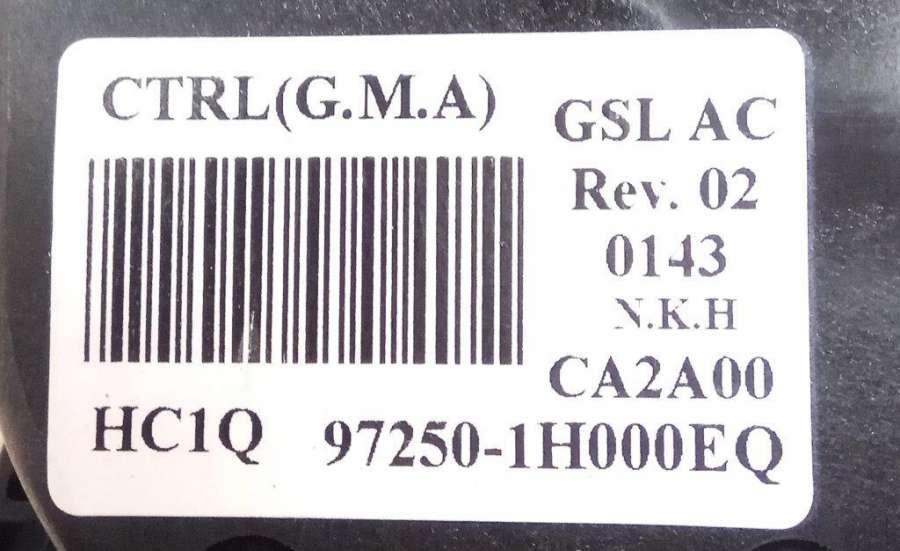 CTRL(G.M.A)
GSL AC
Rev. 02
0143
N.K.H
CA2A00
HC1Q 97250-1H000EQ